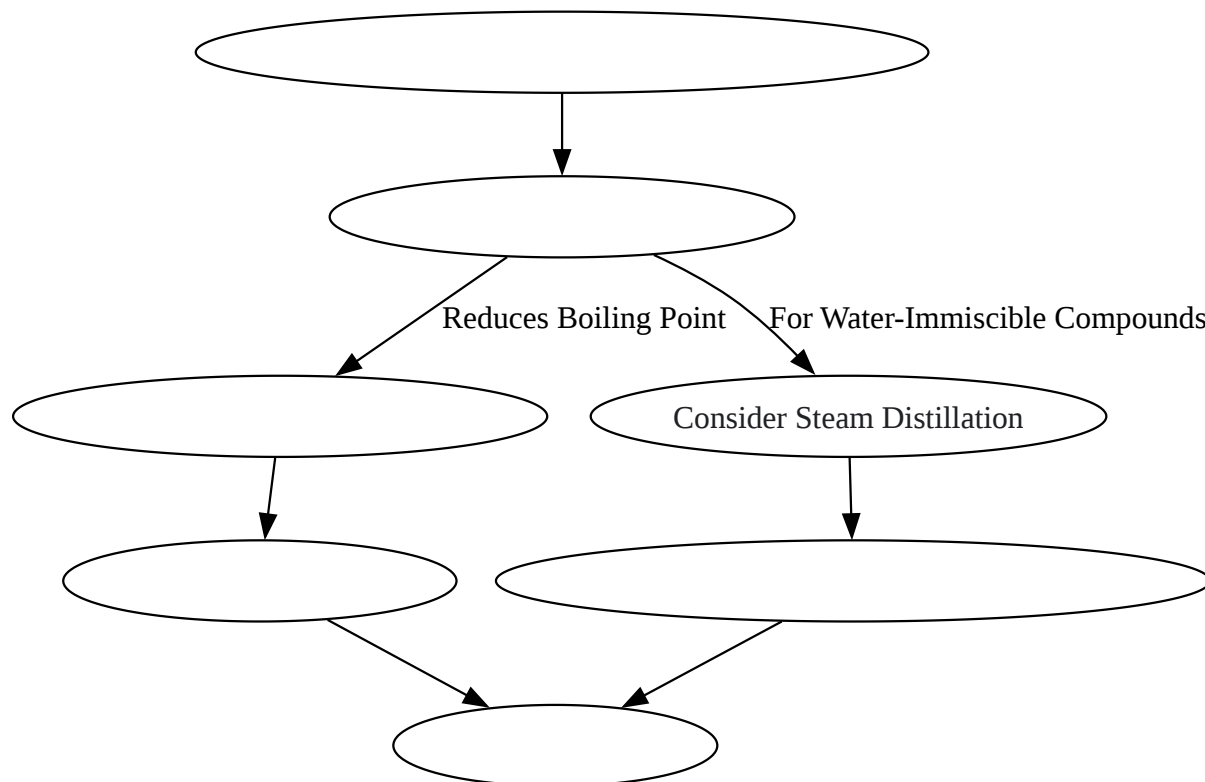 Reduces Boiling Point
For Water-Immiscible Compounds
Consider Steam Distillation